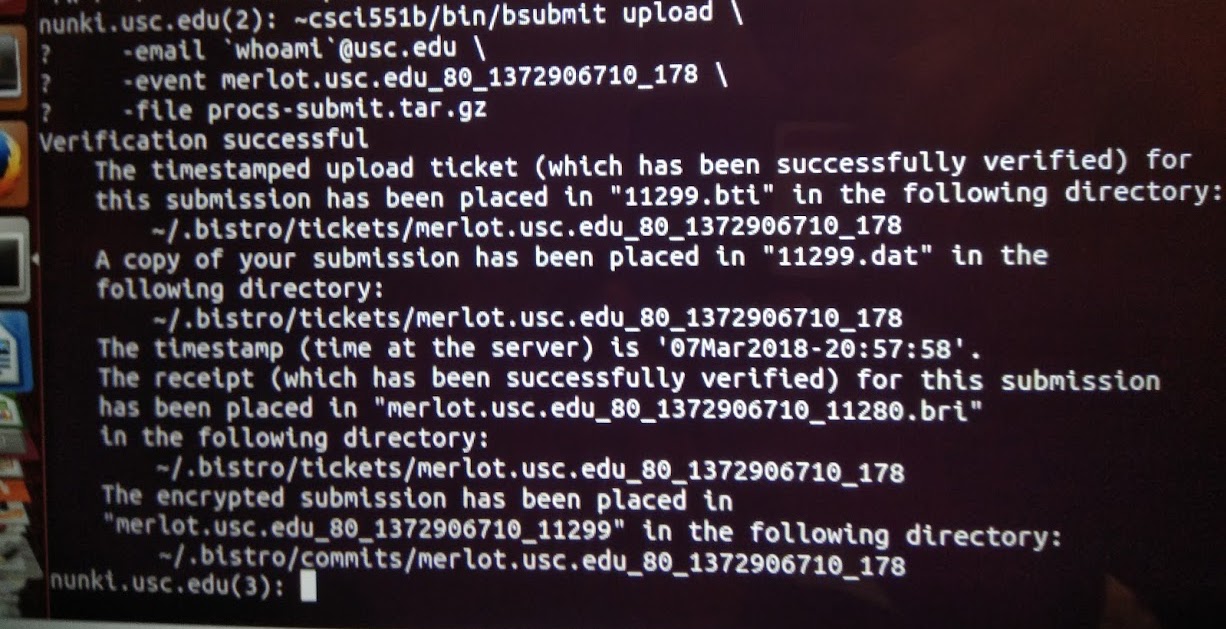 nunki.usc.edu(2): ~csci551b/bin/bsubmit upload \
? -email `whoami`@usc.edu \
? -event merlot.usc.edu_80_1372906710_178 \
? -file procs-submit.tar.gz
Verification successful
The timestamped upload ticket (which has been successfully verified) for
this submission has been placed in "11299.bti" in the following directory:
~/.bistro/tickets/merlot.usc.edu_80_1372906710_178
A copy of your submission has been placed in "11299.dat" in the
following directory:
~/.bistro/tickets/merlot.usc.edu_80_1372906710_178
The timestamp (time at the server) is '07Mar2018-20:57:58'.
The receipt (which has been successfully verified) for this submission
has been placed in "merlot.usc.edu_80_1372906710_11280.bri"
in the following directory:
~/.bistro/tickets/merlot.usc.edu_80_1372906710_178
The encrypted submission has been placed in
"merlot.usc.edu_80_1372906710_11299" in the following directory:
~/.bistro/commits/merlot.usc.edu_80_1372906710_178
nunki.usc.edu(3):